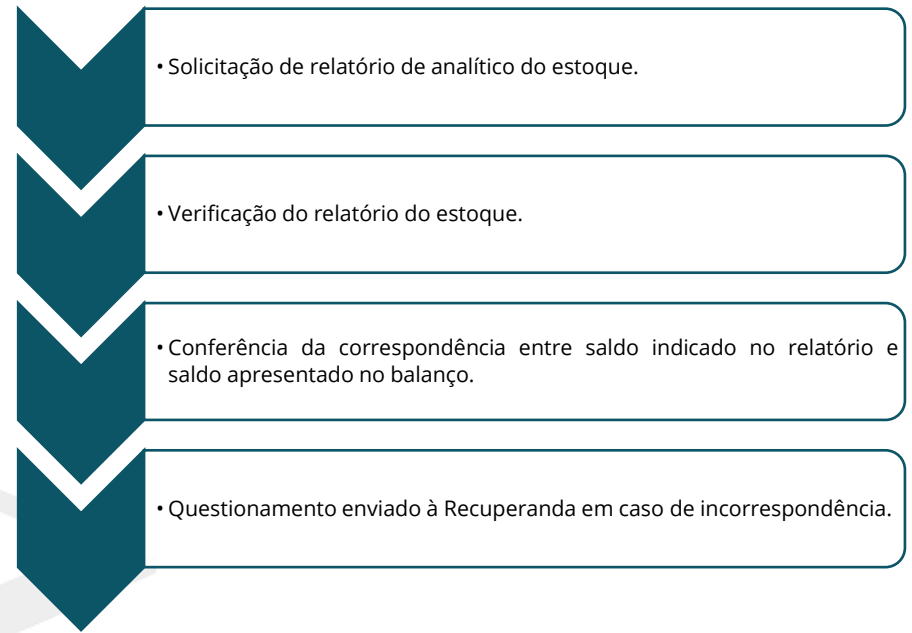 • Solicitação de relatório de analítico do estoque.
• Verificação do relatório do estoque.
• Conferência da correspondência entre saldo indicado no relatório e
saldo apresentado no balanço.
• Questionamento enviado à Recuperanda em caso de incorrespondência.